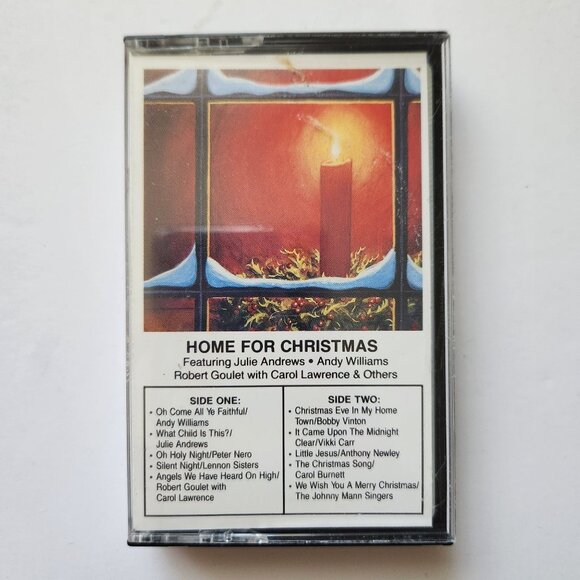 HOME FOR CHRISTMAS
Featuring Julie Andrews • Andy Williams
Robert Goulet with Carol Lawrence & Others
SIDE ONE:
• Oh Come All Ye Faithful/
Andy Williams
• What Child Is This?/
Julie Andrews
• Oh Holy Night/Peter Nero
• Silent Night/Lennon Sisters
• Angels We Have Heard On High/
Robert Goulet with
Carol Lawrence
SIDE TWO:
• Christmas Eve In My Home
Town/Bobby Vinton
• It Came Upon The Midnight
Clear/Vikki Carr
• Little Jesus/Anthony Newley
• The Christmas Song/
Carol Burnett
• We Wish You A Merry Christmas/
The Johnny Mann Singers